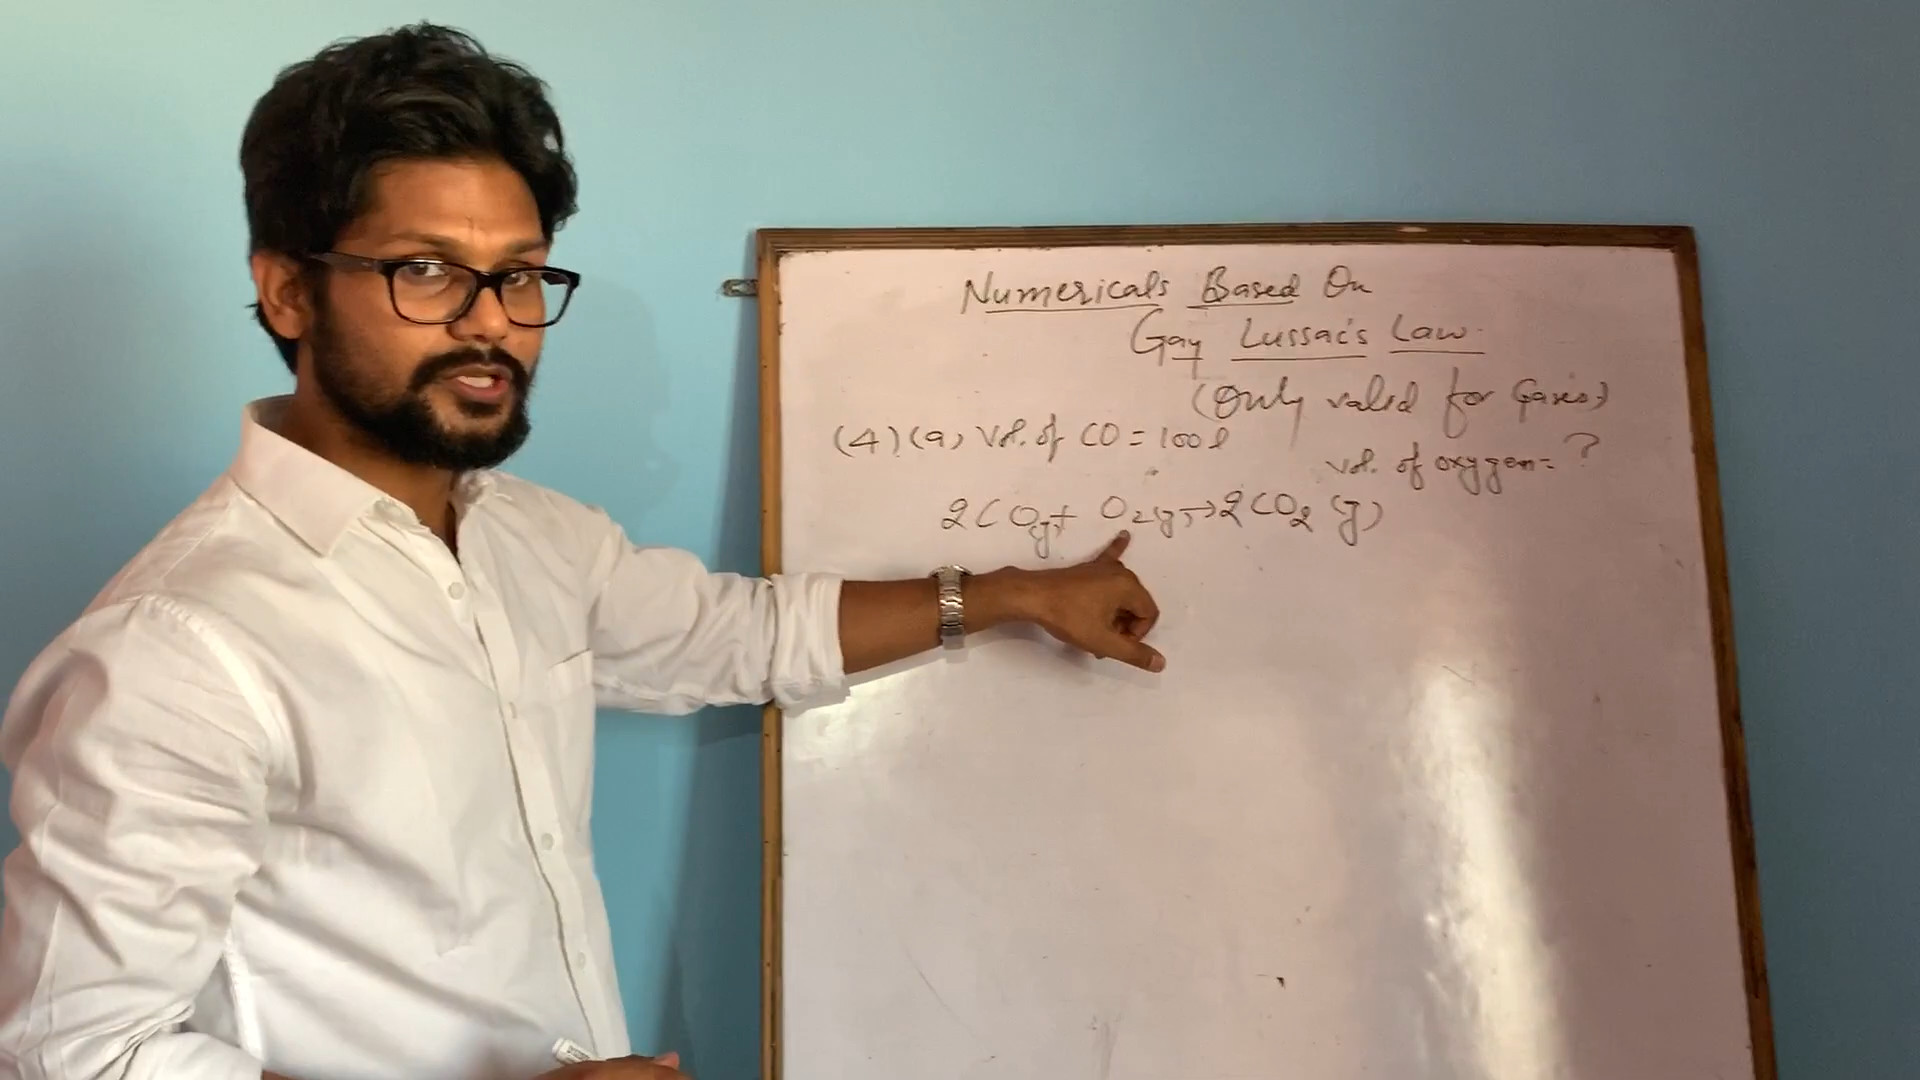 Numericals Based On
Gay Lussac's Law
(Only valid for Gases)
(4) (a) Vol. of CO = 100 l
Vol. of oxygen = ?
2CO(g) + O2(g) → 2CO2 (g)